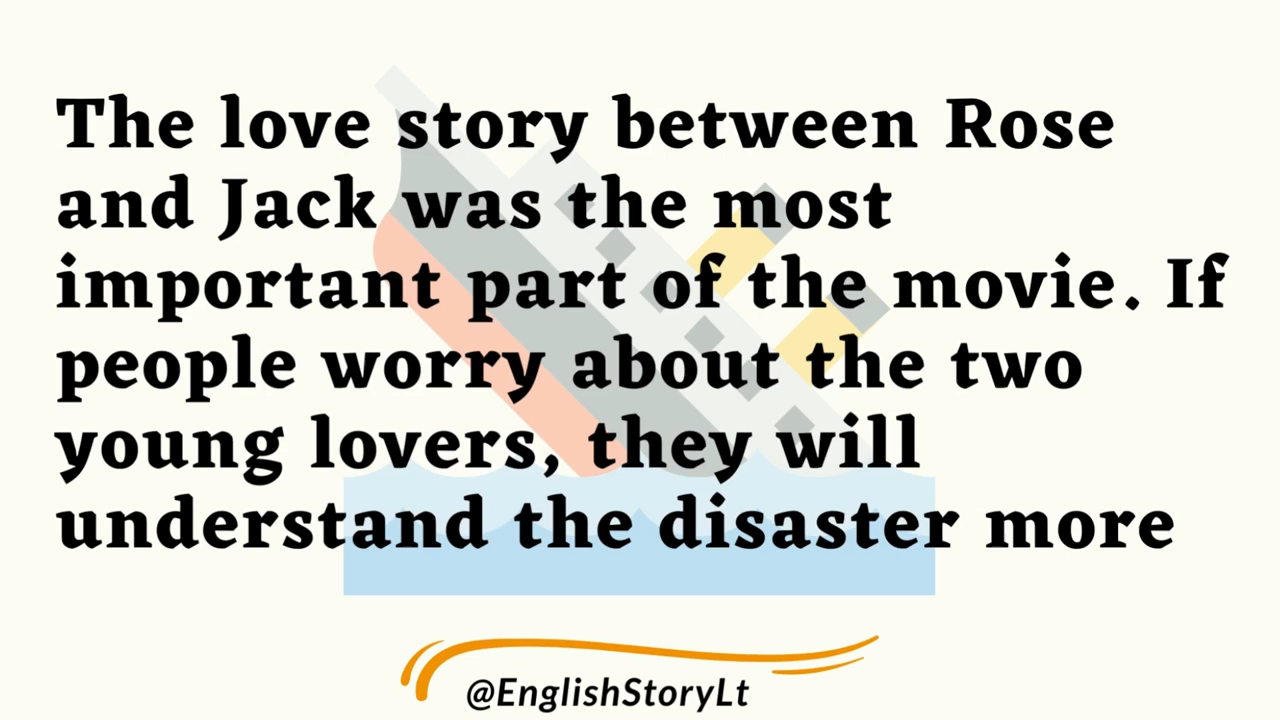 The love story between Rose
and Jack was the most
important part of the movie. If
people worry about the two
young lovers, they will
understand the disaster more
@EnglishStoryLt